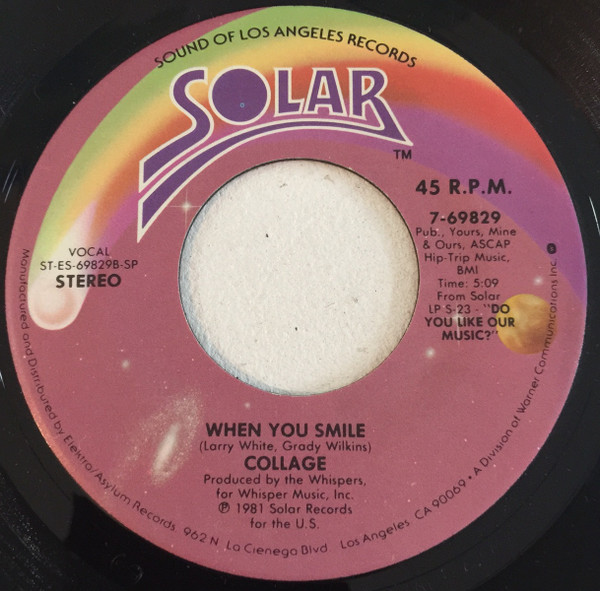 SOUND OF LOS ANGELES RECORDS
SOLAR
TM
45 R.P.M.
7-69829
Pub., Yours, Mine
& Ours, ASCAP
Hip-Trip Music,
BMI
Time: 5:09
From Solar
LP S-23 - "DO
YOU LIKE OUR
MUSIC?"
VOCAL
ST-ES-69829B-SP
STEREO
WHEN YOU SMILE
(Larry White, Grady Wilkins)
COLLAGE
Produced by the Whispers,
for Whisper Music, Inc.
℗ 1981 Solar Records
for the U.S.
Manufactured and Distributed by Elektra/Asylum Records, 962 N. La Cienega Blvd. Los Angeles CA 90069 • A Division of Warner Communications Inc.